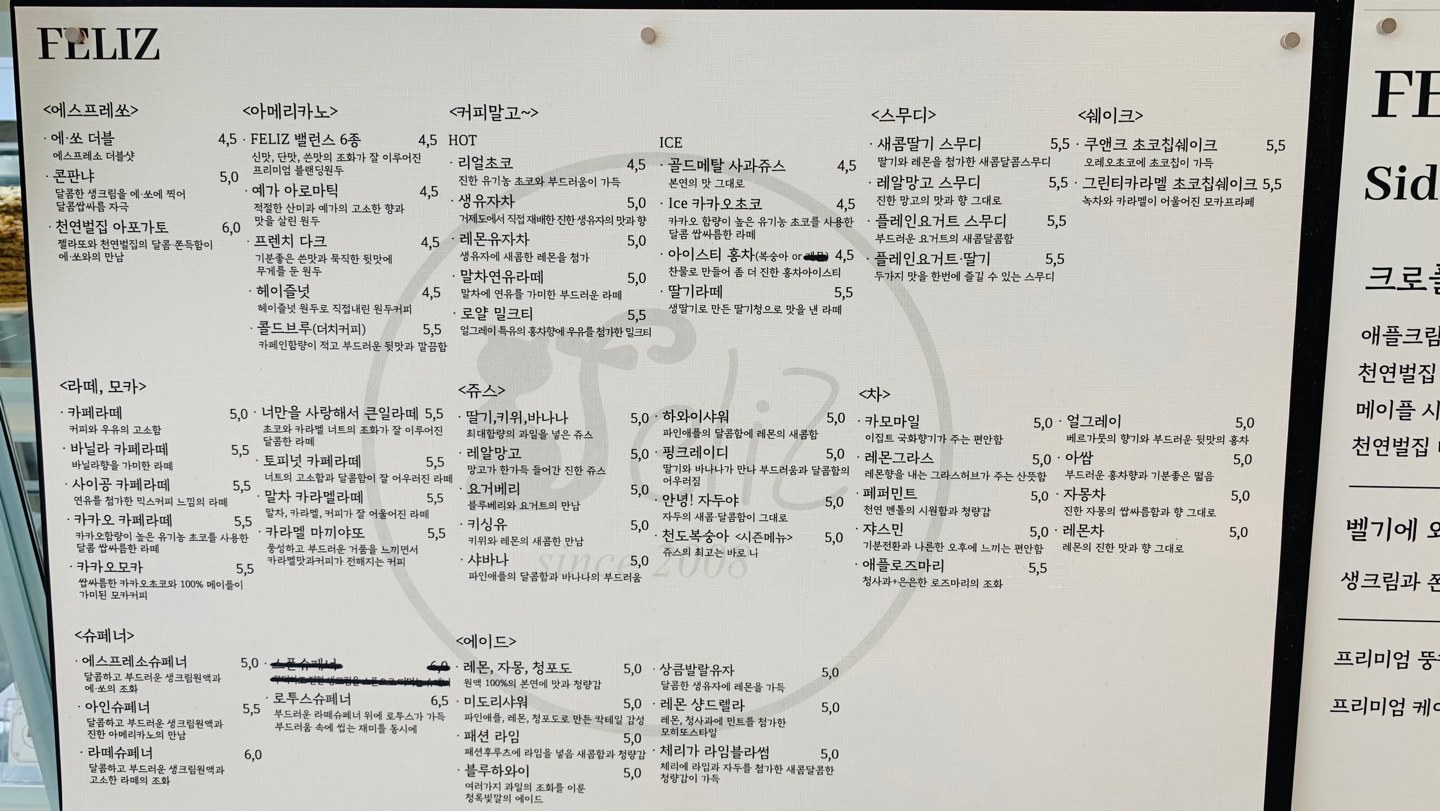 FELIZ
<에스프레쏘>
· 에·쏘 더블 4,5
에스프레소 더블샷
· 콘판냐 5,0
달콤한 생크림을 에·쏘에 찍어
달콤쌉싸름 자극
· 천연벌집 아포가토 6,0
젤라또와 천연벌집의 달콤·쫀득함이
에·쏘와의 만남
<아메리카노>
· FELIZ 밸런스 6종 4,5
신맛, 단맛, 쓴맛의 조화가 잘 이루어진
프리미엄 블랜딩원두
· 예가 아로마틱 4,5
적절한 산미과 예가의 고소한 향과
맛을 살린 원두
· 프렌치 다크 4,5
기분좋은 쓴맛과 묵직한 뒷맛에
무게를 둔 원두
· 헤이즐넛 4,5
헤이즐넛 원두로 직접내린 원두커피
· 콜드브루(더치커피) 5,5
카페인함량이 적고 부드러운 뒷맛과 깔끔함
<커피말고~>
HOT
· 리얼초코 4,5
진한 유기농 초코와 부드러움이 가득
· 생유자차 5,0
거제도에서 직접 재배한 진한 생유자의 맛과 향
· 레몬유자차 5,0
생유자에 새콤한 레몬을 첨가
· 말차연유라떼 5,0
말차에 연유를 가미한 부드러운 라떼
· 로얄 밀크티 5,5
얼그레이 특유의 홍차향에 우유를 첨가한 밀크티
ICE
· 골드메탈 사과쥬스 4,5
본연의 맛 그대로
· Ice 카카오초코 4,5
카카오 함량이 높은 유기농 초코를 사용한
달콤 쌉싸름한 라떼
· 아이스티 홍차(복숭아 or 4,5
찬물로 만들어 좀 더 진한 홍차아이스티
· 딸기라떼 5,5
생딸기로 만든 딸기청으로 맛을 낸 라떼
<스무디>
· 새콤딸기 스무디 5,5
딸기와 레몬을 첨가한 새콤달콤스무디
· 레알망고 스무디 5,5
진한 망고의 맛과 향 그대로
· 플레인요거트 스무디 5,5
부드러운 요거트의 새콤달콤함
· 플레인요거트·딸기 5,5
두가지 맛을 한번에 즐길 수 있는 스무디
<쉐이크>
· 쿠앤크 초코칩쉐이크 5,5
오레오초코에 초코칩이 가득
· 그린티카라멜 초코칩쉐이크 5,5
녹차와 카라멜이 어울어진 모카프라페
<라떼, 모카>
· 카페라떼 5,0
커피와 우유의 고소함
· 바닐라 카페라떼 5,5
바닐라향을 가미한 라떼
· 사이공 카페라떼 5,5
연유를 첨가한 믹스커피 느낌의 라떼
· 카카오 카페라떼 5,5
카카오함량이 높은 유기농 초코를 사용한
달콤 쌉싸름한 라떼
· 카카오모카 5,5
쌉싸름한 카카오초코와 100% 메이플이
가미된 모카커피
· 너만을 사랑해서 큰일라떼 5,5
초코와 카라멜 너트의 조화가 잘 이루어진
달콤한 라떼
· 토피넛 카페라떼 5,5
너트의 고소함과 달콤함이 잘 어우러진 라떼
· 말차 카라멜라떼 5,5
말차, 카라멜, 커피가 잘 어울어진 라떼
· 카라멜 마끼야또 5,5
풍성하고 부드러운 거품을 느끼면서
카라멜맛과커피가 전해지는 커피
<쥬스>
· 딸기,키위,바나나 5,0
최대함량의 과일을 넣은 쥬스
· 레알망고 5,0
망고가 한가득 들어간 진한 쥬스
· 요거베리 5,0
블루베리와 요거트의 만남
· 키싱유 5,0
키위와 레몬의 새콤한 만남
· 샤바나 5,0
파인애플의 달콤함과 바나나의 부드러움
· 하와이샤워 5,0
파인애플의 달콤함에 레몬의 새콤함
· 핑크레이디 5,0
딸기와 바나나가 만나 부드러움과 달콤함의
어우러짐
· 안녕! 자두야 5,0
자두의 새콤·달콤함이 그대로
· 천도복숭아 <시즌메뉴> 5,0
쥬스의 최고는 바로 나
<차>
· 카모마일 5,0
이집트 국화향기가 주는 편안함
· 레몬그라스 5,0
레몬향을 내는 그라스허브가 주는 산뜻함
· 페퍼민트 5,0
천연 멘톨의 시원함과 청량감
· 쟈스민 5,0
기분전환과 나른한 오후에 느끼는 편안함
· 애플로즈마리 5,5
청사과+은은한 로즈마리의 조화
· 얼그레이 5,0
베르가뭇의 향기와 부드러운 뒷맛의 홍차
· 아쌈 5,0
부드러운 홍차향과 기분좋은 떫음
· 자몽차 5,0
진한 자몽의 쌉싸름함과 향 그대로
· 레몬차 5,0
레몬의 진한 맛과 향 그대로
<슈페너>
· 에스프레소슈페너 5,0
달콤하고 부드러운 생크림원액과
에·쏘의 조화
· 아인슈페너 5,5
달콤하고 부드러운 생크림원액과
진한 아메리카노의 만남
· 라떼슈페너 6,0
달콤하고 부드러운 생크림원액과
고소한 라떼의 조화
· 로투스슈페너 6,5
부드러운 라떼슈페너 위에 로투스가 가득
부드러움 속에 씹는 재미를 동시에
<에이드>
· 레몬, 자몽, 청포도 5,0
원액 100%의 본연에 맛과 청량감
· 미도리샤워 5,0
파인애플, 레몬, 청포도로 만든 칵테일 감성
· 패션 라임 5,0
패션후루츠에 라임을 넣음 새콤함과 청량감
· 블루하와이 5,0
여러가지 과일의 조화를 이룬
청록빛깔의 에이드
· 상큼발랄유자 5,0
달콤한 생유자에 레몬을 가득
· 레몬 샹드렐라 5,0
레몬, 청사과에 민트를 첨가한
모히또스타일
· 체리가 라임블라썸 5,0
체리에 라임과 자두를 첨가한 새콤달콤한
청량감이 가득
Feliz
since 2008
FE
Sid
크로플
애플크림
천연벌집
메이플 시
천연벌집
벨기에 와
생크림과
프리미엄
프리미엄 케이